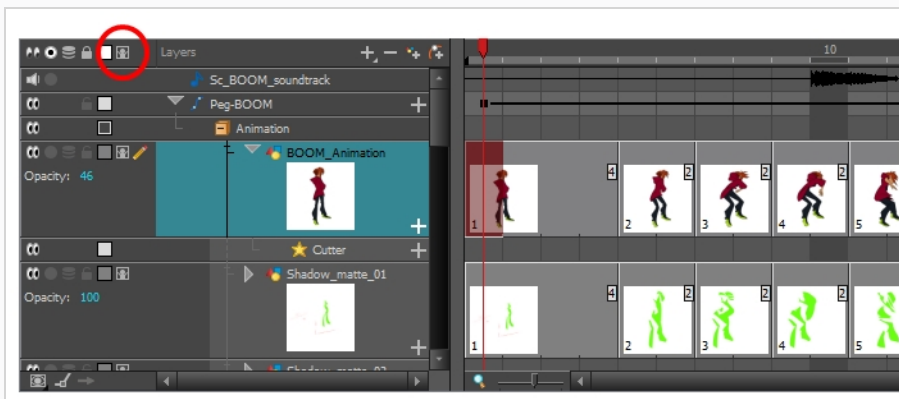 Layers
10
Sc_BOOM_soundtrack
Peg-BOOM
Animation
BOOM_Animation
Opacity: 46
1 4 2 2 3 2 4 2 5
Cutter
Shadow_matte_01
Opacity: 100
1 4 2 2 3 2 4 2 5